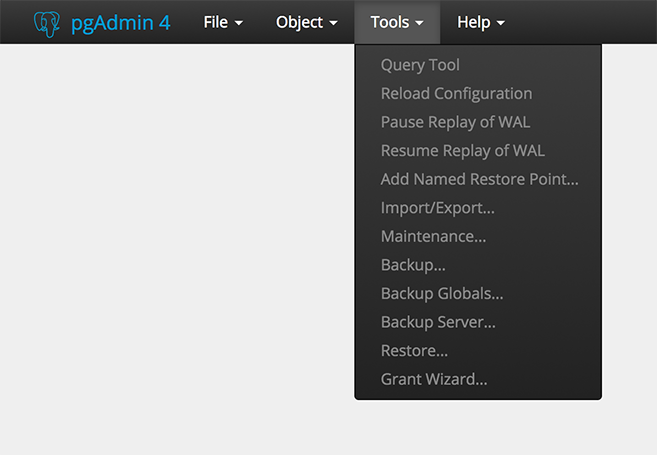 pgAdmin 4 File Object Tools Help
Query Tool
Reload Configuration
Pause Replay of WAL
Resume Replay of WAL
Add Named Restore Point...
Import/Export...
Maintenance...
Backup...
Backup Globals...
Backup Server...
Restore...
Grant Wizard...